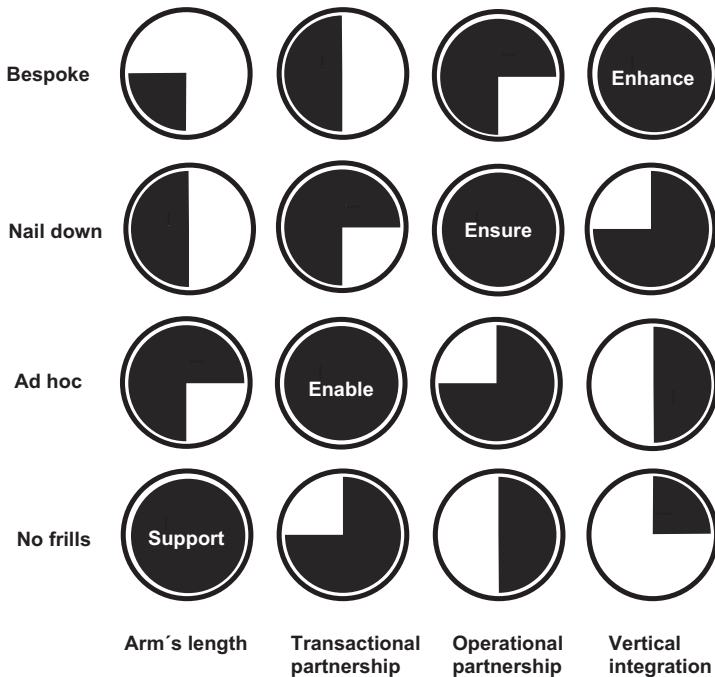 Bespoke
Enhance
Nail down
Ensure
Ad hoc
Enable
No frills
Support
Arm´s length
Transactional
partnership
Operational
partnership
Vertical
integration